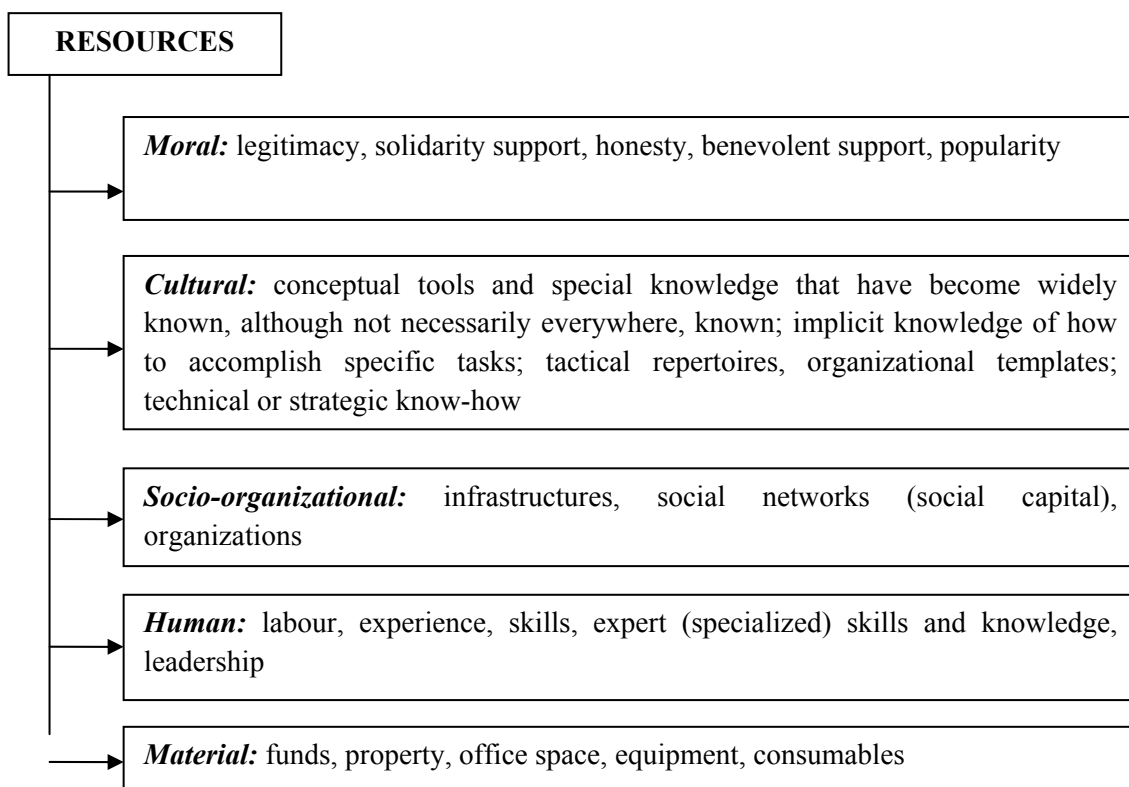 RESOURCES
Moral: legitimacy, solidarity support, honesty, benevolent support, popularity
Cultural: conceptual tools and special knowledge that have become widely
known, although not necessarily everywhere, known; implicit knowledge of how
to accomplish specific tasks; tactical repertoires, organizational templates;
technical or strategic know-how
Socio-organizational: infrastructures, social networks (social capital),
organizations
Human: labour, experience, skills, expert (specialized) skills and knowledge,
leadership
Material: funds, property, office space, equipment, consumables